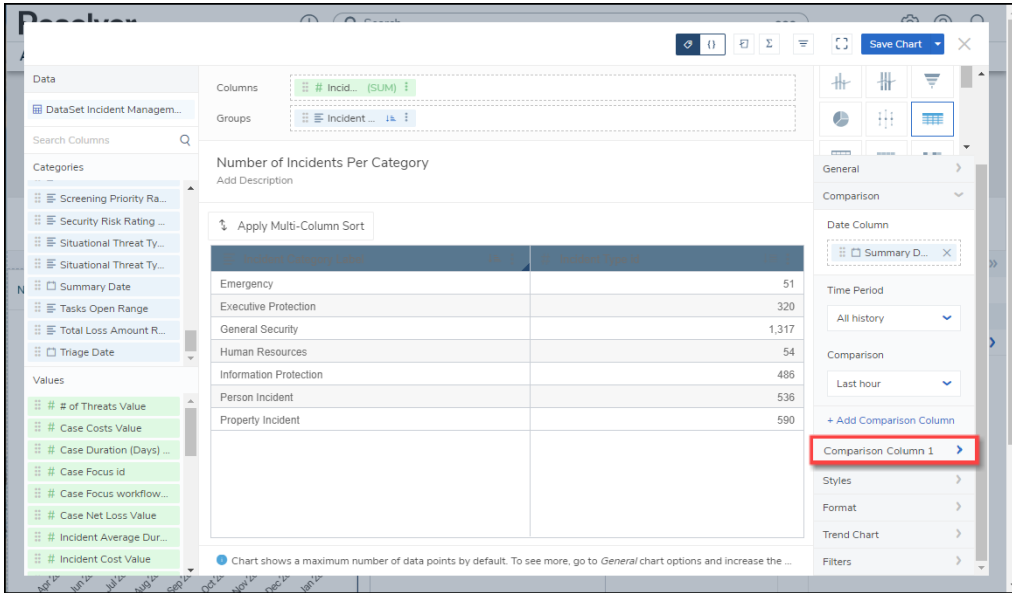 Resolver
Search
Save Chart
Data
DataSet Incident Managem...
Search Columns
Categories
Screening Priority Ra...
Security Risk Rating ...
Situational Threat Ty...
Situational Threat Ty...
Summary Date
Tasks Open Range
Total Loss Amount R...
Triage Date
Values
# # of Threats Value
# Case Costs Value
# Case Duration (Days) ...
# Case Focus id
# Case Focus workflow...
# Case Net Loss Value
# Incident Average Dur...
# Incident Cost Value
Columns
# Incid... (SUM)
Groups
Incident ...
Number of Incidents Per Category
Add Description
Apply Multi-Column Sort
Emergency 51
Executive Protection 320
General Security 1,317
Human Resources 54
Information Protection 486
Person Incident 536
Property Incident 590
Chart shows a maximum number of data points by default. To see more, go to General chart options and increase the ...
General
Comparison
Date Column
Summary D...
Time Period
All history
Comparison
Last hour
+ Add Comparison Column
Comparison Column 1
Styles
Format
Trend Chart
Filters